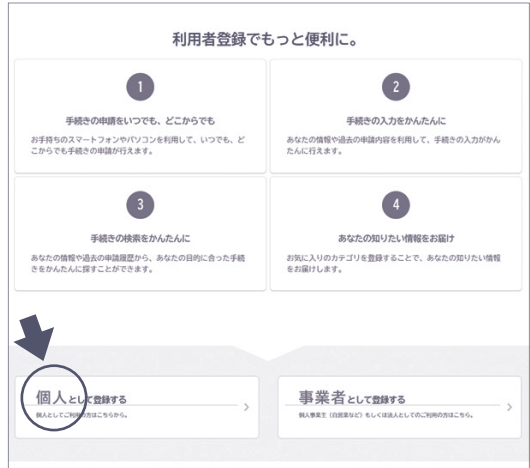 利用者登録でもっと便利に。
1
手続きの申請をいつでも、どこからでも
お手持ちのスマートフォンやパソコンを利用して、いつでも、ど
こからでも手続きの申請が行えます。
2
手続きの入力をかんたんに
あなたの情報や過去の申請内容を利用して、手続きの入力がかん
たんに行えます。
3
手続きの検索をかんたんに
あなたの情報や過去の申請履歴から、あなたの目的に合った手続
きをかんたんに探すことができます。
4
あなたの知りたい情報をお届け
お気に入りのカテゴリを登録することで、あなたの知りたい情報
をお届けします。
個人として登録する
個人としてご利用の方はこちらから。
事業者として登録する
個人事業主（自営業など）もしくは法人としてのご利用の方はこちら。